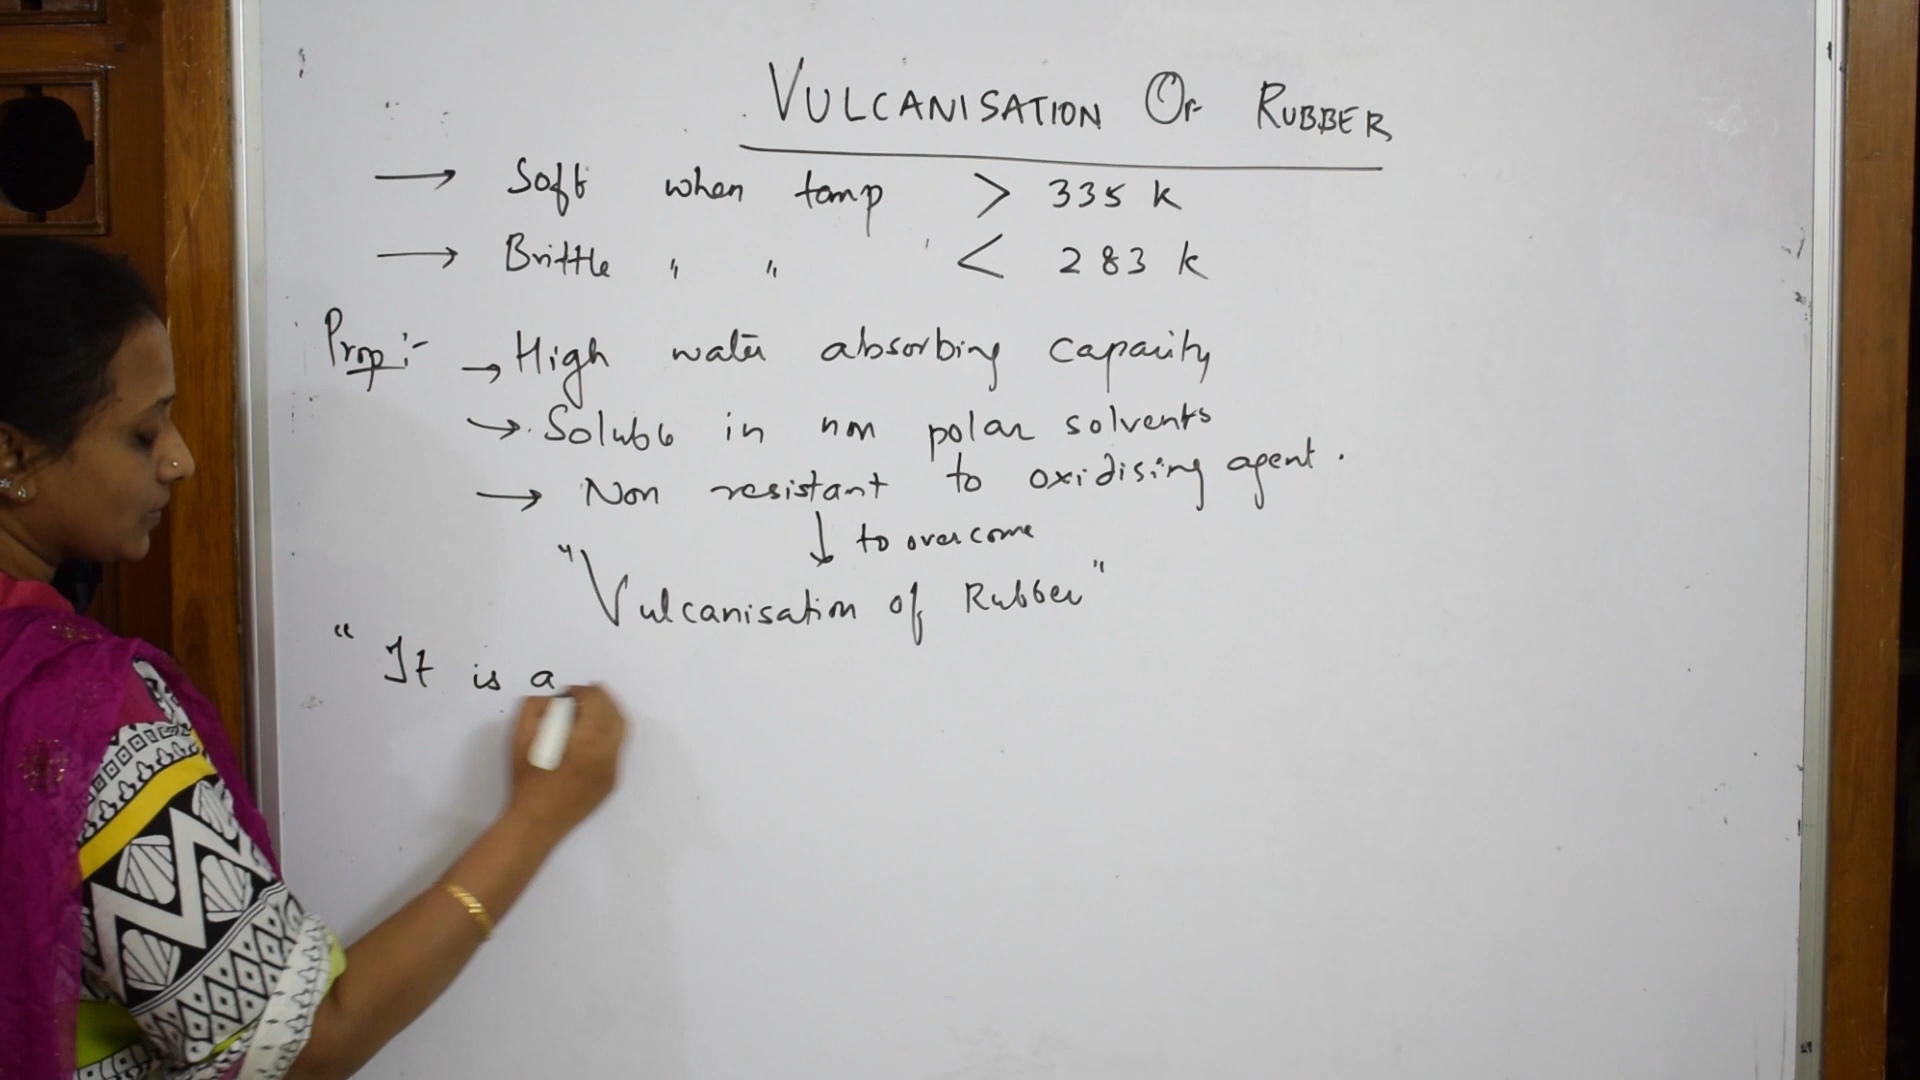 VULCANISATION OF RUBBER
→ Soft when temp > 335 k
→ Brittle " " < 283 k
Prop:- → High water absorbing capacity
→ Soluble in non polar solvents
→ Non resistant to oxidising agent.
↓ to overcome
"Vulcanisation of Rubber"
" It is a